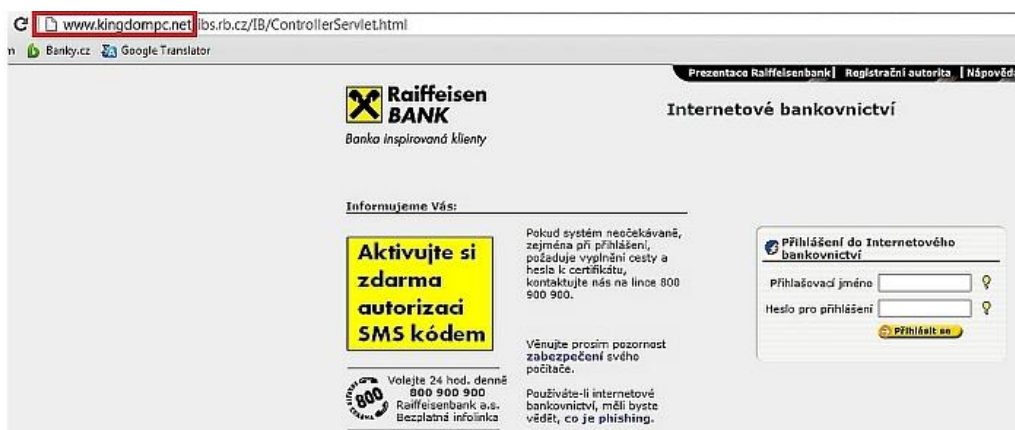 www.kingdompc.net/ibs.rb.cz/IB/ControllerServlet.html
Banky.cz Google Translator
Prezentace Raiffeisenbank | Registrační autorita | Nápověda
Raiffeisen
BANK
Banka inspirovaná klienty
Internetové bankovnictví
Informujeme Vás:
Aktivujte si
zdarma
autorizaci
SMS kódem
Volejte 24 hod. denně
800 900 900
Raiffeisenbank a.s.
Bezplatná infolinka
800
Pokud systém neočekávaně,
zejména při přihlášení,
požaduje vyplnění cesty a
hesla k certifikátu,
kontaktujte nás na lince 800
900 900.
Věnujte prosím pozornost
zabezpečení svého
počítače.
Používáte-li internetové
bankovnictví, měli byste
vědět, co je phishing.
Přihlášení do Internetového
bankovnictví
Přihlašovací jméno
Heslo pro přihlášení
Přihlásit se